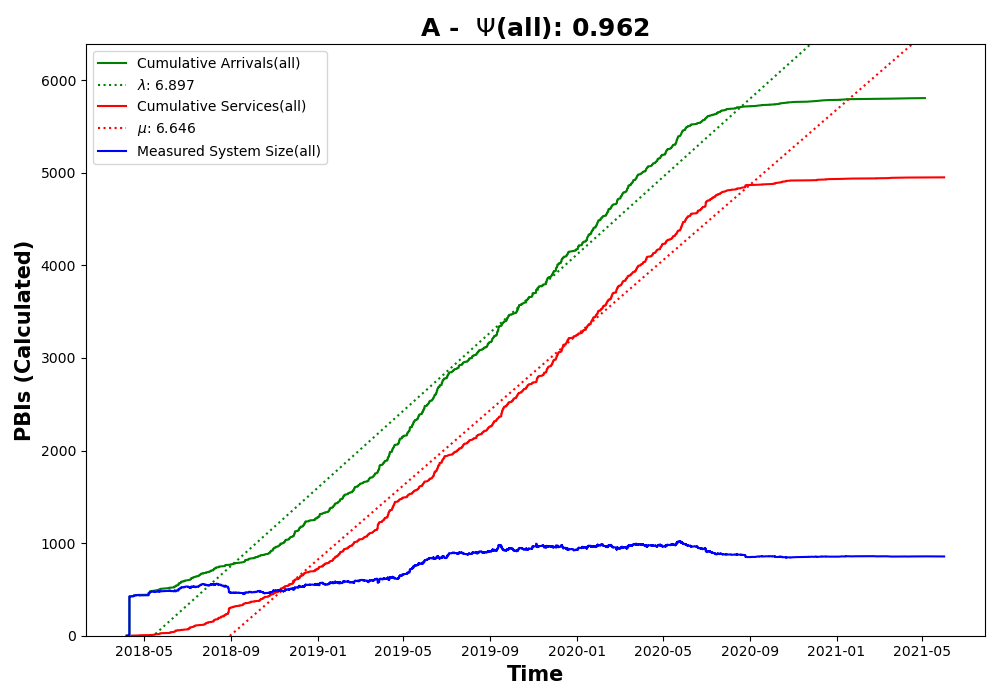 A - Ψ(all): 0.962
Cumulative Arrivals(all)
λ: 6.897
Cumulative Services(all)
μ: 6.646
Measured System Size(all)
PBIs (Calculated)
6000
5000
4000
3000
2000
1000
0
2018-05 2018-09 2019-01 2019-05 2019-09 2020-01 2020-05 2020-09 2021-01 2021-05
Time